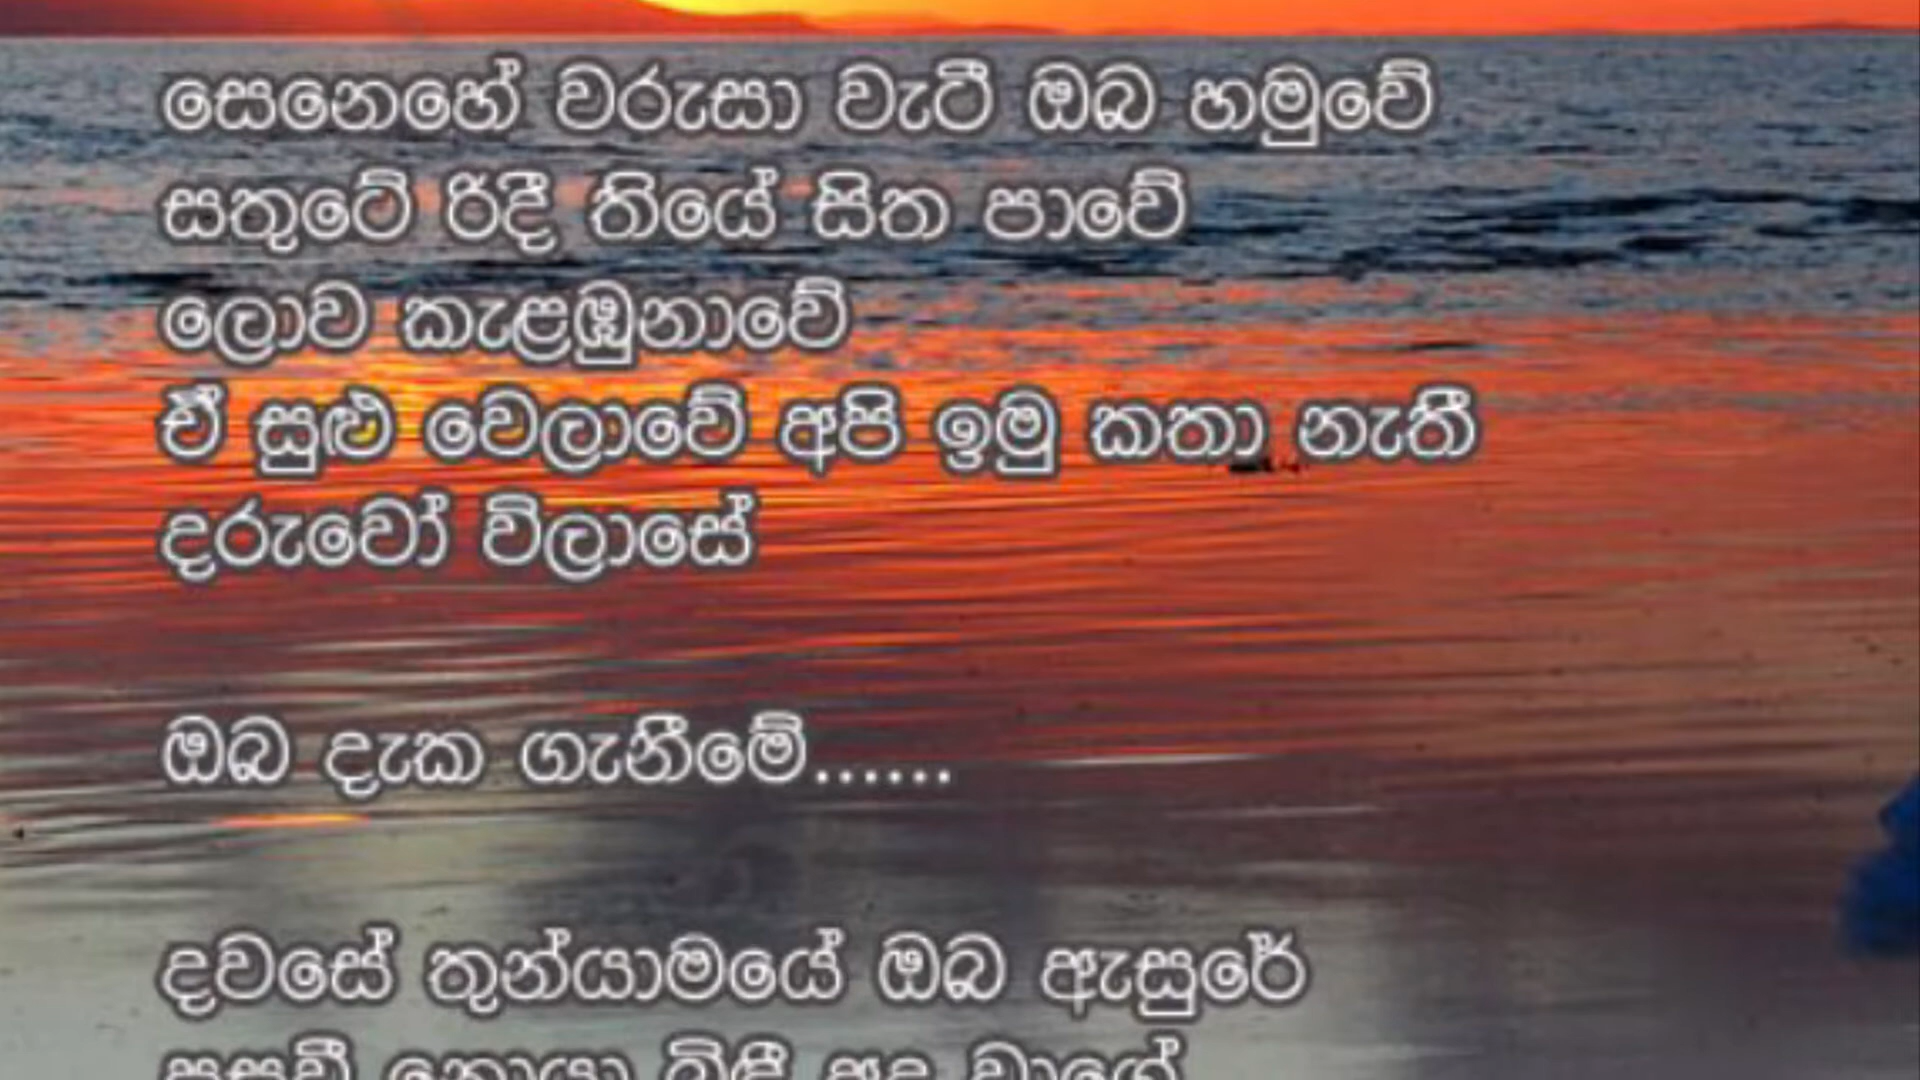 සෙනෙහේ වරුසා වැටී ඔබ හමුවේ
සතුටේ රිදී තියේ සිත පාවේ
ලොව කැළඹුනාවේ
ඒ සුළු වෙලාවේ අපි ඉමු කතා නැතී
දරුවෝ විලාසේ
ඔබ දැක ගැනීමේ......
දවසේ තුන්යාමයේ ඔබ ඇසුරේ